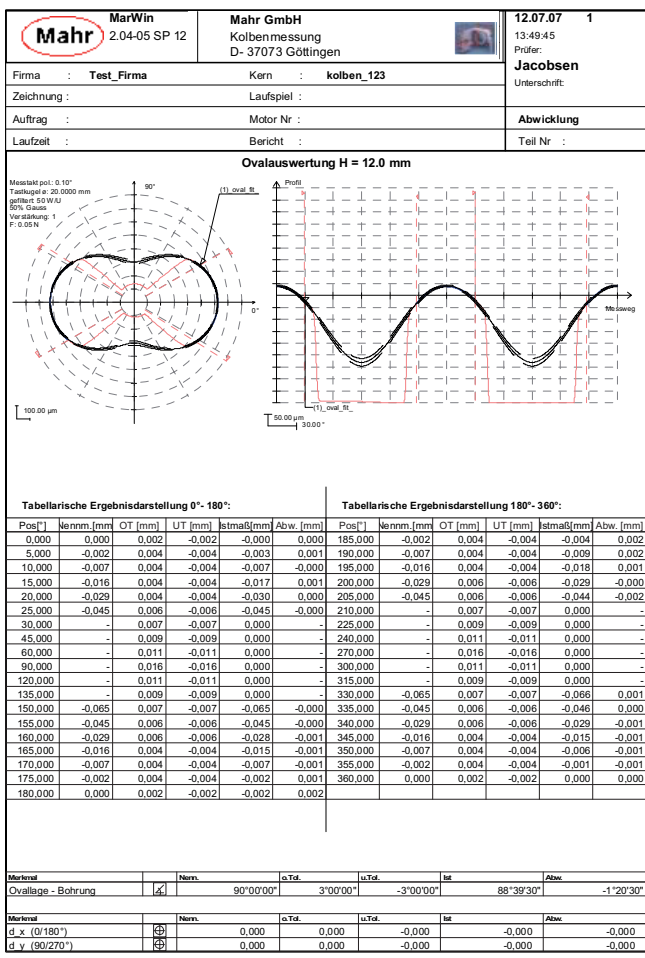 Mahr
MarWin
2.04-05 SP 12
Mahr GmbH
Kolbenmessung
D- 37073 Göttingen
12.07.07 1
13:49:45
Prüfer:
Jacobsen
Unterschrift:
Firma : Test_Firma Kern : kolben_123
Zeichnung : Laufspiel :
Auftrag : Motor Nr : Abwicklung
Laufzeit : Bericht : Teil Nr :
Ovalauswertung H = 12.0 mm
Messtakt pol.: 0.10°
Tastkugel ø: 20.0000 mm
gefiltert 50 W/U
50% Gauss
Verstärkung: 1
F: 0.05 N
90°
(1)_oval_fit
0°
100.00 µm
Profil
Messweg
(1)_oval_fit_
50.00 µm
30.00 °
Tabellarische Ergebnisdarstellung 0°- 180°: Tabellarische Ergebnisdarstellung 180°- 360°:
Pos[°] Nennm.[mm OT [mm] UT [mm] Istmaß[mm] Abw. [mm] Pos[°] Nennm.[mm OT [mm] UT [mm] Istmaß[mm] Abw. [mm]
0,000 0,000 0,002 -0,002 -0,000 0,000 185,000 -0,002 0,004 -0,004 -0,004 0,002
5,000 -0,002 0,004 -0,004 -0,003 0,001 190,000 -0,007 0,004 -0,004 -0,009 0,002
10,000 -0,007 0,004 -0,004 -0,007 -0,000 195,000 -0,016 0,004 -0,004 -0,018 0,001
15,000 -0,016 0,004 -0,004 -0,017 0,001 200,000 -0,029 0,006 -0,006 -0,029 -0,000
20,000 -0,029 0,004 -0,004 -0,030 0,000 205,000 -0,045 0,006 -0,006 -0,044 -0,002
25,000 -0,045 0,006 -0,006 -0,045 -0,000 210,000 - 0,007 -0,007 0,000 -
30,000 - 0,007 -0,007 0,000 - 225,000 - 0,009 -0,009 0,000 -
45,000 - 0,009 -0,009 0,000 - 240,000 - 0,011 -0,011 0,000 -
60,000 - 0,011 -0,011 0,000 - 270,000 - 0,016 -0,016 0,000 -
90,000 - 0,016 -0,016 0,000 - 300,000 - 0,011 -0,011 0,000 -
120,000 - 0,011 -0,011 0,000 - 315,000 - 0,009 -0,009 0,000 -
135,000 - 0,009 -0,009 0,000 - 330,000 -0,065 0,007 -0,007 -0,066 0,001
150,000 -0,065 0,007 -0,007 -0,065 -0,000 335,000 -0,045 0,006 -0,006 -0,046 0,000
155,000 -0,045 0,006 -0,006 -0,045 -0,000 340,000 -0,029 0,006 -0,006 -0,029 -0,001
160,000 -0,029 0,006 -0,006 -0,028 -0,001 345,000 -0,016 0,004 -0,004 -0,015 -0,001
165,000 -0,016 0,004 -0,004 -0,015 -0,001 350,000 -0,007 0,004 -0,004 -0,006 -0,001
170,000 -0,007 0,004 -0,004 -0,007 -0,001 355,000 -0,002 0,004 -0,004 -0,001 -0,001
175,000 -0,002 0,004 -0,004 -0,002 0,001 360,000 0,000 0,002 -0,002 0,000 0,000
180,000 0,000 0,002 -0,002 -0,002 0,002
Merkmal Nenn. o.Tol. u.Tol. Ist Abw.
Ovallage - Bohrung 90°00'00" 3°00'00" -3°00'00" 88°39'30" -1°20'30"
Merkmal Nenn. o.Tol. u.Tol. Ist Abw.
d_x (0/180°) 0,000 0,000 -0,000 -0,000 -0,000
d_y (90/270°) 0,000 0,000 -0,000 -0,000 -0,000